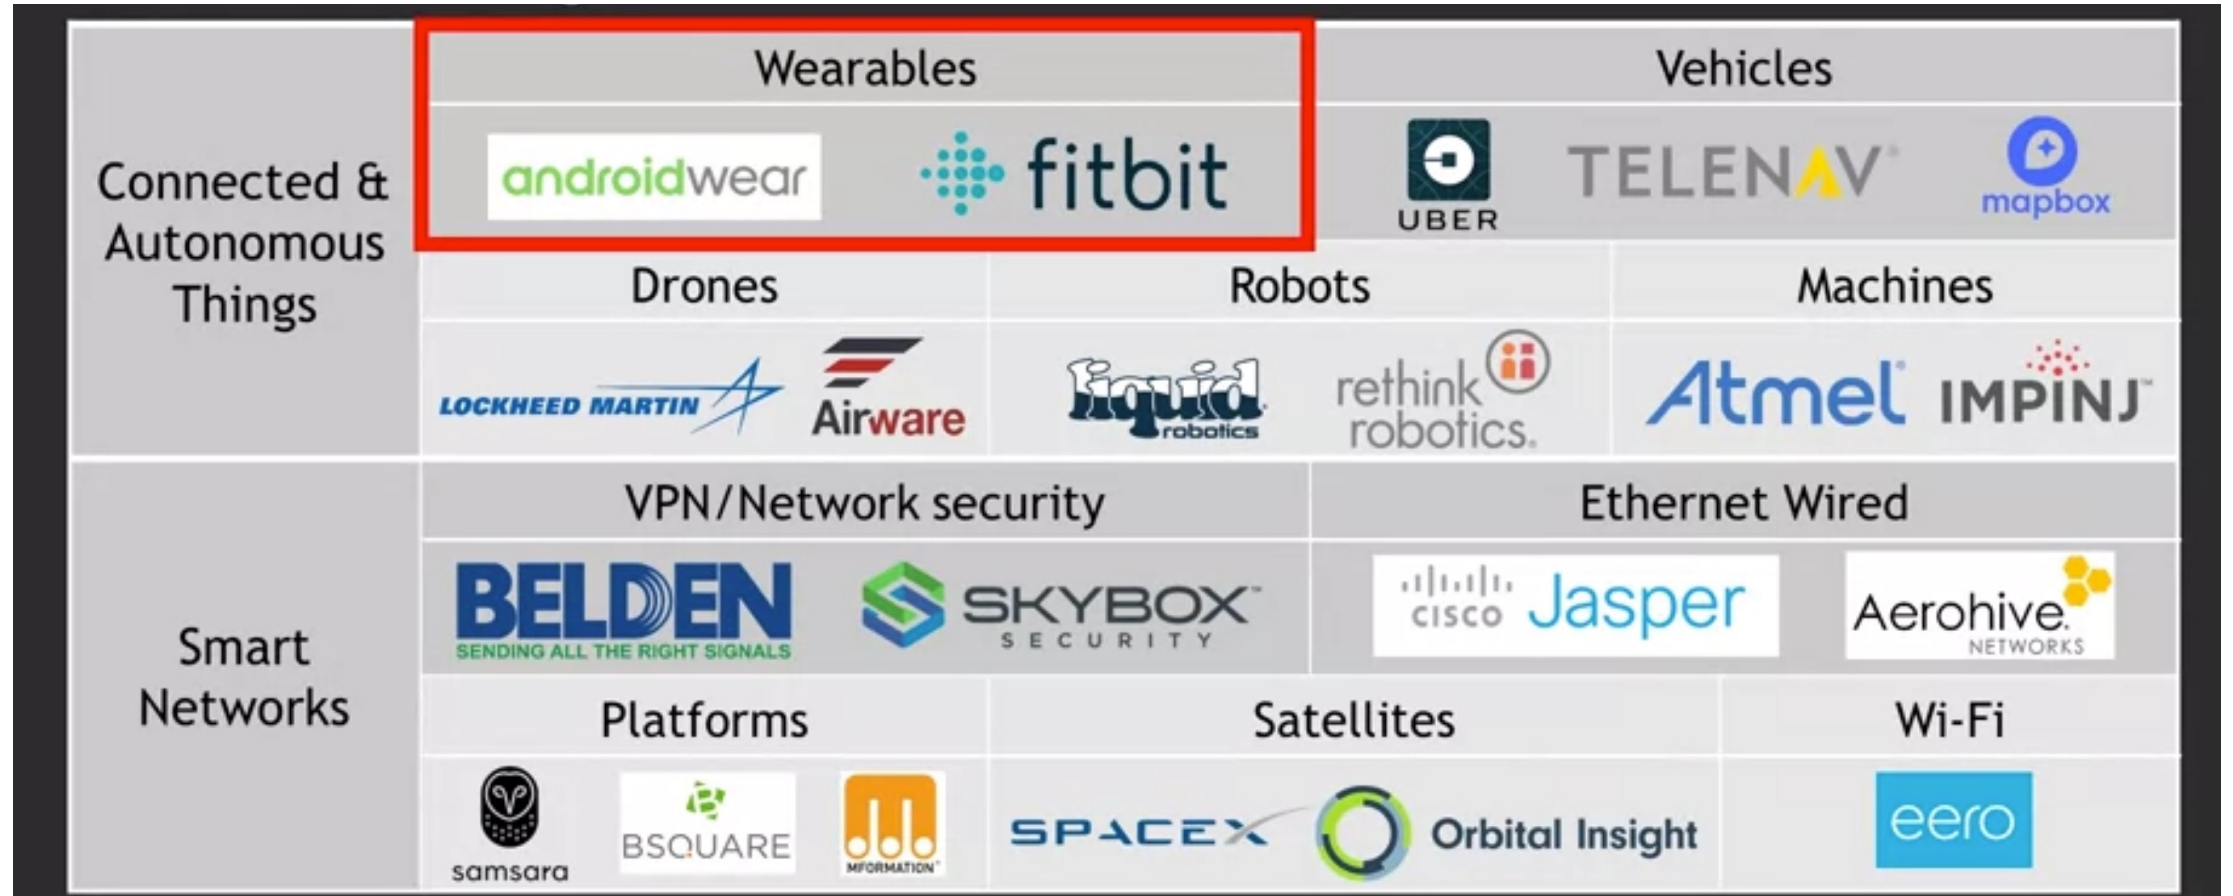 Connected &
Autonomous
Things
Wearables
androidwear
fitbit
Vehicles
UBER
TELENAV
mapbox
Drones
LOCKHEED MARTIN
Airware
Robots
liquid
robotics
rethink
robotics.
Machines
Atmel
IMPINJ
Smart
Networks
VPN/Network security
BELDEN
SENDING ALL THE RIGHT SIGNALS
SKYBOX
SECURITY
Ethernet Wired
CISCO Jasper
Aerohive.
NETWORKS
Platforms
samsara
BSQUARE
MFORMATION
Satellites
SPACEX
Orbital Insight
Wi-Fi
eero